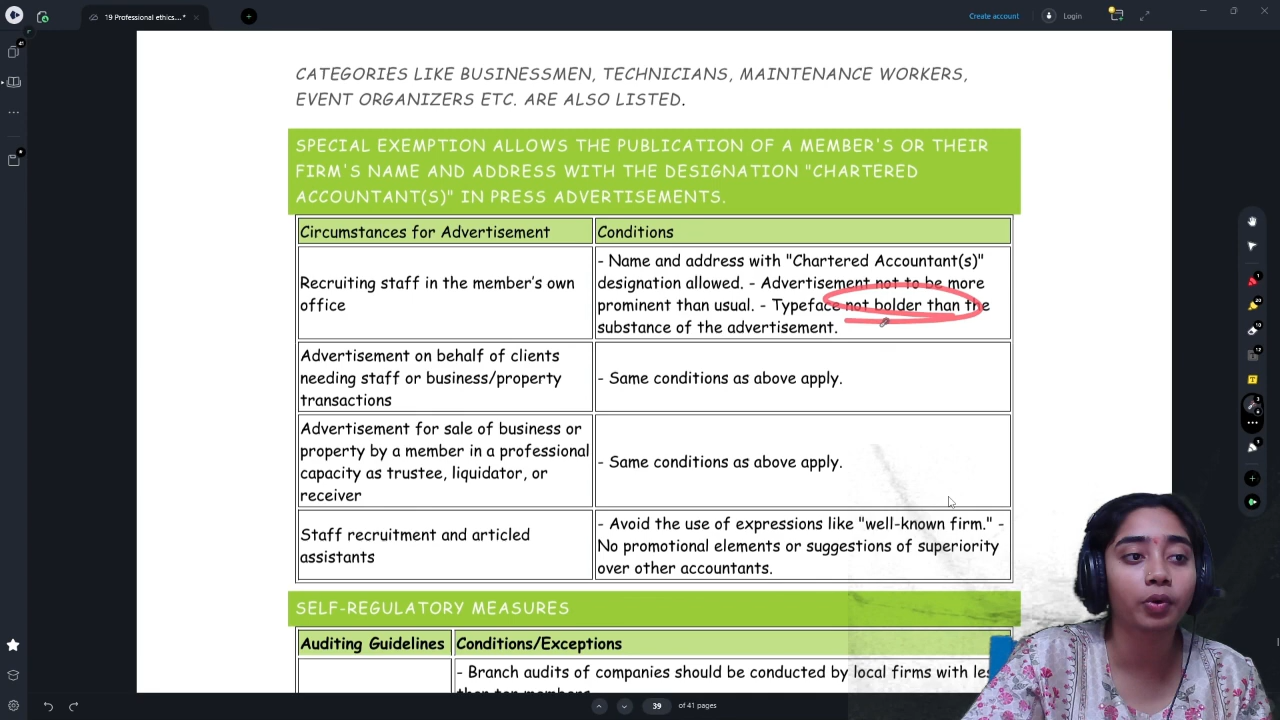 19 Professional ethics....*
Create account
Login
CATEGORIES LIKE BUSINESSMEN, TECHNICIANS, MAINTENANCE WORKERS,
EVENT ORGANIZERS ETC. ARE ALSO LISTED.
SPECIAL EXEMPTION ALLOWS THE PUBLICATION OF A MEMBER'S OR THEIR
FIRM'S NAME AND ADDRESS WITH THE DESIGNATION "CHARTERED
ACCOUNTANT(S)" IN PRESS ADVERTISEMENTS.
Circumstances for Advertisement
Conditions
Recruiting staff in the member's own
office
- Name and address with "Chartered Accountant(s)"
designation allowed. - Advertisement not to be more
prominent than usual. - Typeface not bolder than the
substance of the advertisement.
Advertisement on behalf of clients
needing staff or business/property
transactions
- Same conditions as above apply.
Advertisement for sale of business or
property by a member in a professional
capacity as trustee, liquidator, or
receiver
- Same conditions as above apply.
Staff recruitment and articled
assistants
- Avoid the use of expressions like "well-known firm." -
No promotional elements or suggestions of superiority
over other accountants.
SELF-REGULATORY MEASURES
Auditing Guidelines
Conditions/Exceptions
- Branch audits of companies should be conducted by local firms with
39
of 41 pages